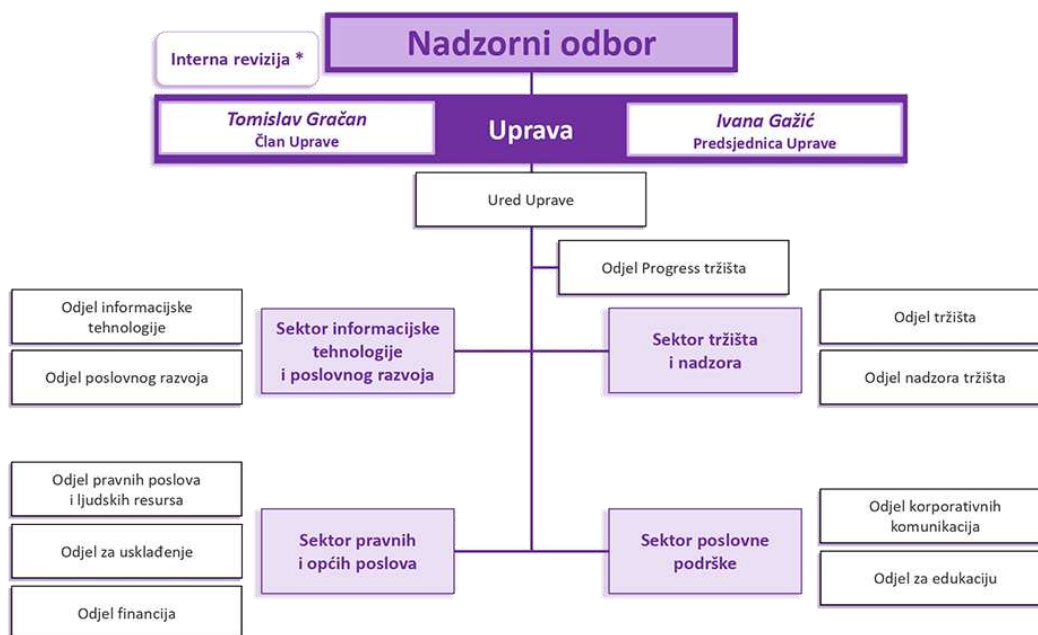 Nadzorni odbor
Interna revizija *
Tomislav Gračan
Član Uprave
Uprava
Ivana Gažić
Predsjednica Uprave
Ured Uprave
Odjel Progress tržišta
Odjel informacijske
tehnologije
Odjel poslovnog razvoja
Sektor informacijske
tehnologije
i poslovnog razvoja
Sektor tržišta
i nadzora
Odjel tržišta
Odjel nadzora tržišta
Odjel pravnih poslova
i ljudskih resursa
Odjel za usklađenje
Odjel financija
Sektor pravnih
i općih poslova
Sektor poslovne
podrške
Odjel korporativnih
komunikacija
Odjel za edukaciju